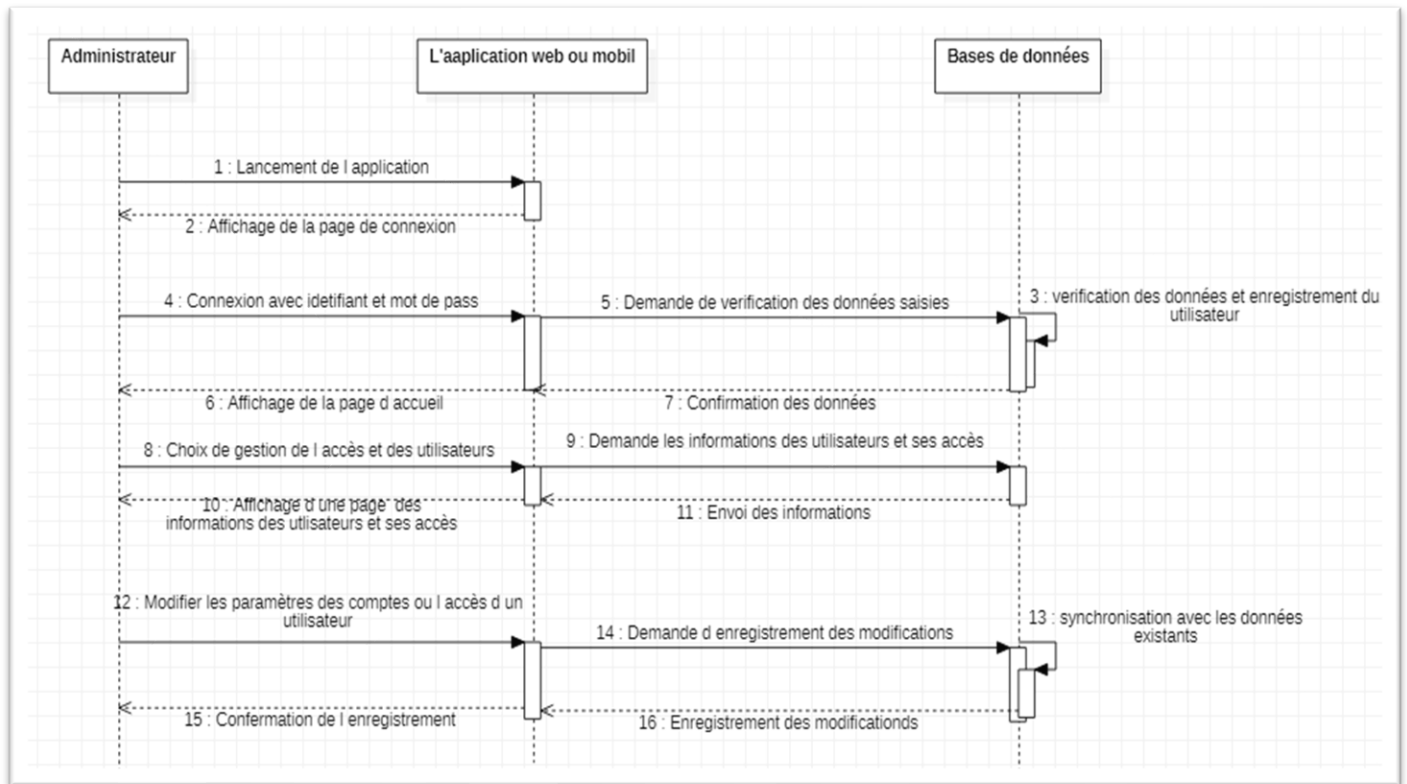 Administrateur
L'aaplication web ou mobil
Bases de données
1 : Lancement de l application
2 : Affichage de la page de connexion
4 : Connexion avec idetifiant et mot de pass
5 : Demande de verification des données saisies
3 : verification des données et enregistrement du
utilisateur
6 : Affichage de la page d accueil
7 : Confirmation des données
8 : Choix de gestion de l accès et des utilisateurs
9 : Demande les informations des utilisateurs et ses accès
10 : Affichage d une page des
informations des utlisateurs et ses accès
11 : Envoi des informations
12 : Modifier les paramètres des comptes ou l accès d un
utilisateur
13 : synchronisation avec les données
existants
14 : Demande d enregistrement des modifications
15 : Confermation de l enregistrement
16 : Enregistrement des modificationds